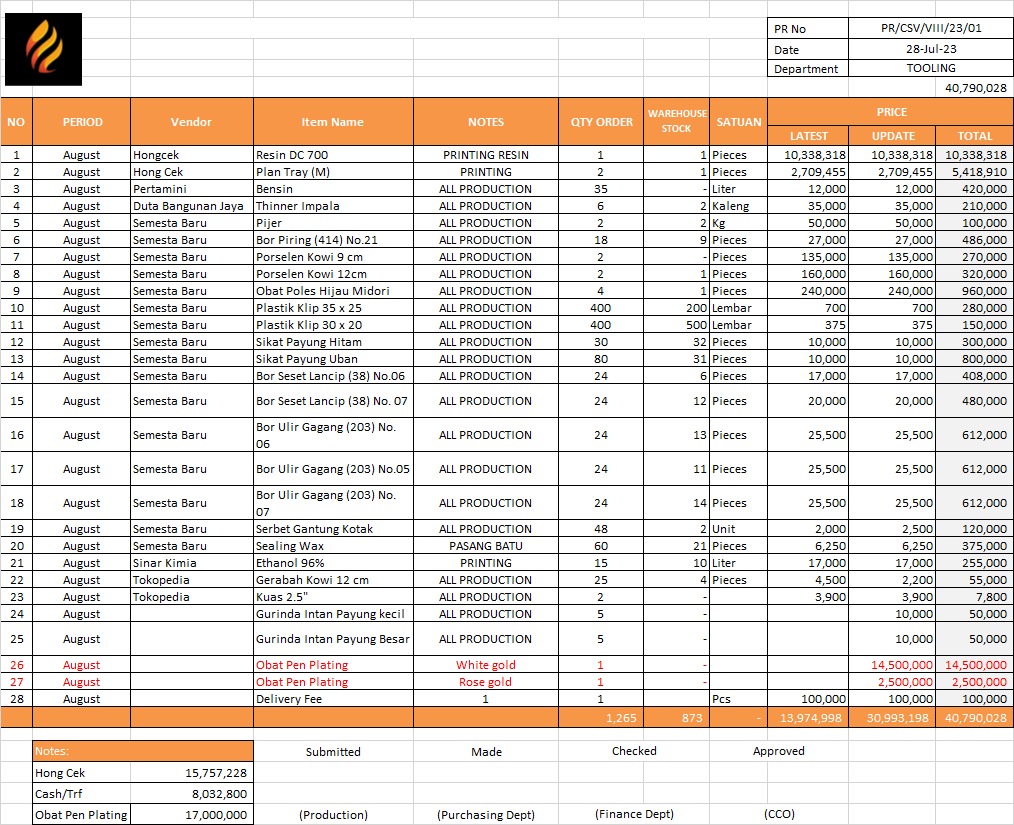 PR No PR/CSV/VIII/23/01
Date 28-Jul-23
Department TOOLING
40,790,028
NO PERIOD Vendor Item Name NOTES QTY ORDER WAREHOUSE STOCK SATUAN PRICE
LATEST UPDATE TOTAL
1 August Hongcek Resin DC 700 PRINTING RESIN 1 1 Pieces 10,338,318 10,338,318 10,338,318
2 August Hong Cek Plan Tray (M) PRINTING 2 1 Pieces 2,709,455 2,709,455 5,418,910
3 August Pertamini Bensin ALL PRODUCTION 35 - Liter 12,000 12,000 420,000
4 August Duta Bangunan Jaya Thinner Impala ALL PRODUCTION 6 2 Kaleng 35,000 35,000 210,000
5 August Semesta Baru Pijer ALL PRODUCTION 2 2 Kg 50,000 50,000 100,000
6 August Semesta Baru Bor Piring (414) No.21 ALL PRODUCTION 18 9 Pieces 27,000 27,000 486,000
7 August Semesta Baru Porselen Kowi 9 cm ALL PRODUCTION 2 - Pieces 135,000 135,000 270,000
8 August Semesta Baru Porselen Kowi 12cm ALL PRODUCTION 2 1 Pieces 160,000 160,000 320,000
9 August Semesta Baru Obat Poles Hijau Midori ALL PRODUCTION 4 1 Pieces 240,000 240,000 960,000
10 August Semesta Baru Plastik Klip 35 x 25 ALL PRODUCTION 400 200 Lembar 700 700 280,000
11 August Semesta Baru Plastik Klip 30 x 20 ALL PRODUCTION 400 500 Lembar 375 375 150,000
12 August Semesta Baru Sikat Payung Hitam ALL PRODUCTION 30 32 Pieces 10,000 10,000 300,000
13 August Semesta Baru Sikat Payung Uban ALL PRODUCTION 80 31 Pieces 10,000 10,000 800,000
14 August Semesta Baru Bor Seset Lancip (38) No.06 ALL PRODUCTION 24 6 Pieces 17,000 17,000 408,000
15 August Semesta Baru Bor Seset Lancip (38) No. 07 ALL PRODUCTION 24 12 Pieces 20,000 20,000 480,000
16 August Semesta Baru Bor Ulir Gagang (203) No. 06 ALL PRODUCTION 24 13 Pieces 25,500 25,500 612,000
17 August Semesta Baru Bor Ulir Gagang (203) No.05 ALL PRODUCTION 24 11 Pieces 25,500 25,500 612,000
18 August Semesta Baru Bor Ulir Gagang (203) No. 07 ALL PRODUCTION 24 14 Pieces 25,500 25,500 612,000
19 August Semesta Baru Serbet Gantung Kotak ALL PRODUCTION 48 2 Unit 2,000 2,500 120,000
20 August Semesta Baru Sealing Wax PASANG BATU 60 21 Pieces 6,250 6,250 375,000
21 August Sinar Kimia Ethanol 96% PRINTING 15 10 Liter 17,000 17,000 255,000
22 August Tokopedia Gerabah Kowi 12 cm ALL PRODUCTION 25 4 Pieces 4,500 2,200 55,000
23 August Tokopedia Kuas 2.5" ALL PRODUCTION 2 - 3,900 3,900 7,800
24 August Gurinda Intan Payung kecil ALL PRODUCTION 5 - 10,000 50,000
25 August Gurinda Intan Payung Besar ALL PRODUCTION 5 - 10,000 50,000
26 August Obat Pen Plating White gold 1 - 14,500,000 14,500,000
27 August Obat Pen Plating Rose gold 1 - 2,500,000 2,500,000
28 August Delivery Fee 1 1 Pcs 100,000 100,000 100,000
1,265 873 - 13,974,998 30,993,198 40,790,028
Notes: Submitted Made Checked Approved
Hong Cek 15,757,228
Cash/Trf 8,032,800
Obat Pen Plating 17,000,000 (Production) (Purchasing Dept) (Finance Dept) (CCO)